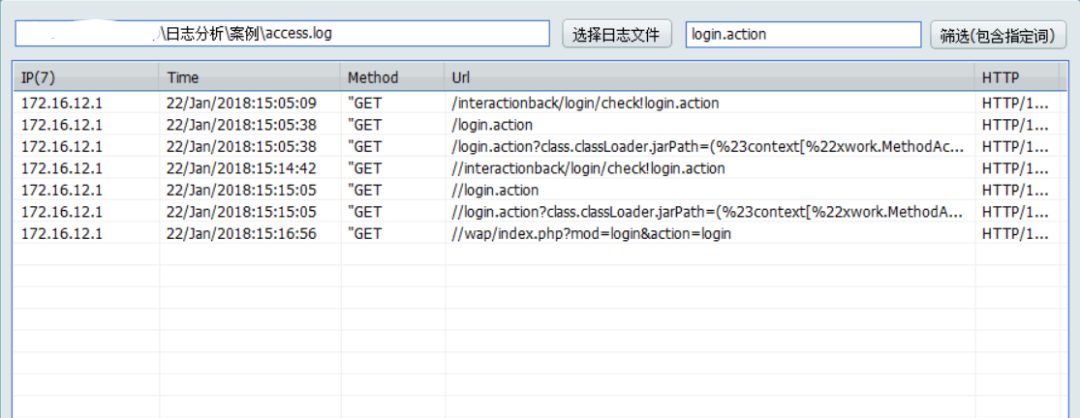 \日志分析\案例\access.log 选择日志文件 login.action 筛选(包含指定词)
IP(7) Time Method Url HTTP
172.16.12.1 22/Jan/2018:15:05:09 "GET /interactionback/login/check!login.action HTTP/1...
172.16.12.1 22/Jan/2018:15:05:38 "GET /login.action HTTP/1...
172.16.12.1 22/Jan/2018:15:05:38 "GET /login.action?class.classLoader.jarPath=(%23context[%22xwork.MethodAc... HTTP/1...
172.16.12.1 22/Jan/2018:15:14:42 "GET //interactionback/login/check!login.action HTTP/1...
172.16.12.1 22/Jan/2018:15:15:05 "GET //login.action HTTP/1...
172.16.12.1 22/Jan/2018:15:15:05 "GET //login.action?class.classLoader.jarPath=(%23context[%22xwork.MethodA... HTTP/1...
172.16.12.1 22/Jan/2018:15:16:56 "GET //wap/index.php?mod=login&action=login HTTP/1...